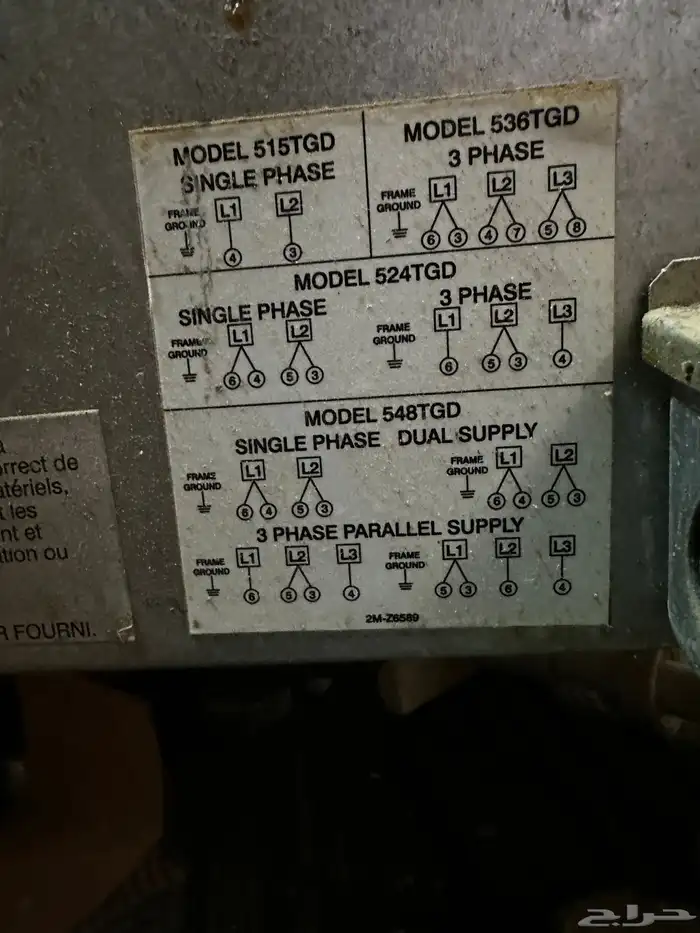 MODEL 515TGD
SINGLE PHASE
FRAME
GROUND
L1
L2
4
3
MODEL 536TGD
3 PHASE
FRAME
GROUND
L1
L2
L3
6 3 4 7 5 8
MODEL 524TGD
SINGLE PHASE
FRAME
GROUND
L1
L2
6 4 5 3
3 PHASE
FRAME
GROUND
L1
L2
L3
6 5 3 4
MODEL 548TGD
SINGLE PHASE DUAL SUPPLY
FRAME
GROUND
L1
L2
6 4 5 3
FRAME
GROUND
L1
L2
6 4 5 3
3 PHASE PARALLEL SUPPLY
FRAME
GROUND
L1
L2
L3
6 5 3 4
FRAME
GROUND
L1
L2
L3
5 3 6 4
2M-Z6589
orrect de
atériels,
les
nt et
ition ou
R FOURNI.
حراج